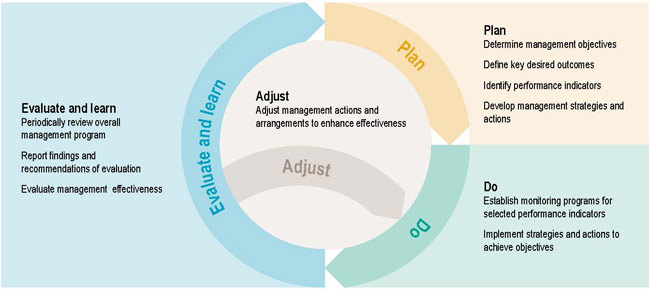 Evaluate and learn
Periodically review overall
management program
Report findings and
recommendations of evaluation
Evaluate management effectiveness
Evaluate and learn
Adjust
Adjust management actions and
arrangements to enhance effectiveness
Adjust
Plan
Do
Plan
Determine management objectives
Define key desired outcomes
Identify performance indicators
Develop management strategies and
actions
Do
Establish monitoring programs for
selected performance indicators
Implement strategies and actions to
achieve objectives